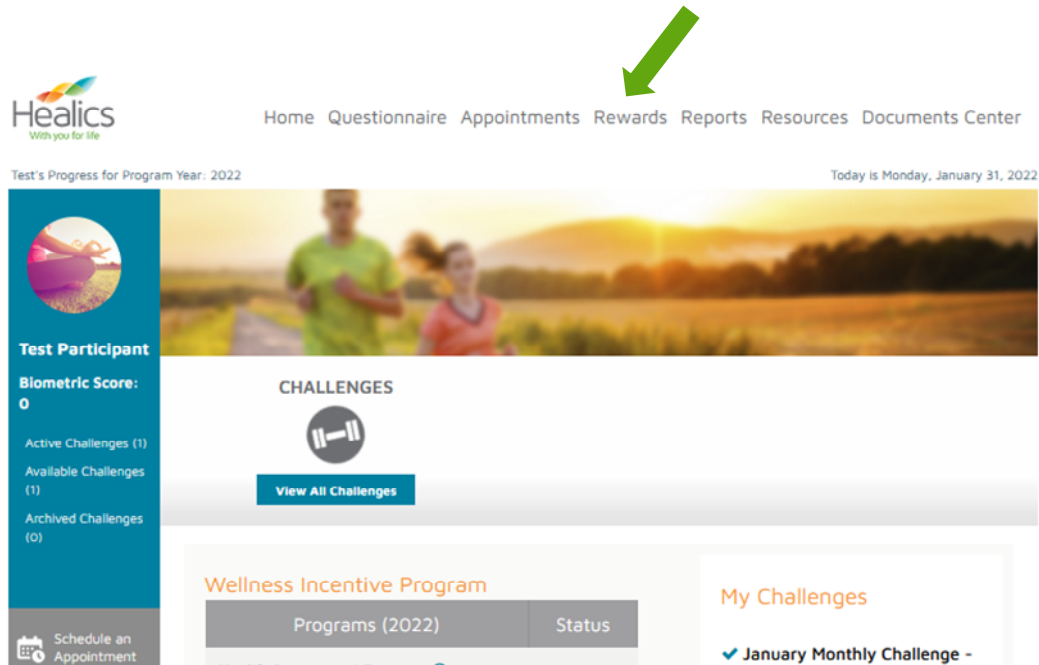 Healics
With you for life
Home Questionnaire Appointments Rewards Reports Resources Documents Center
Test's Progress for Program Year: 2022
Today is Monday, January 31, 2022
Test Participant
Biometric Score:
0
Active Challenges (1)
Available Challenges
(1)
Archived Challenges
(0)
Schedule an
Appointment
CHALLENGES
View All Challenges
Wellness Incentive Program
Programs (2022) Status
My Challenges
January Monthly Challenge -